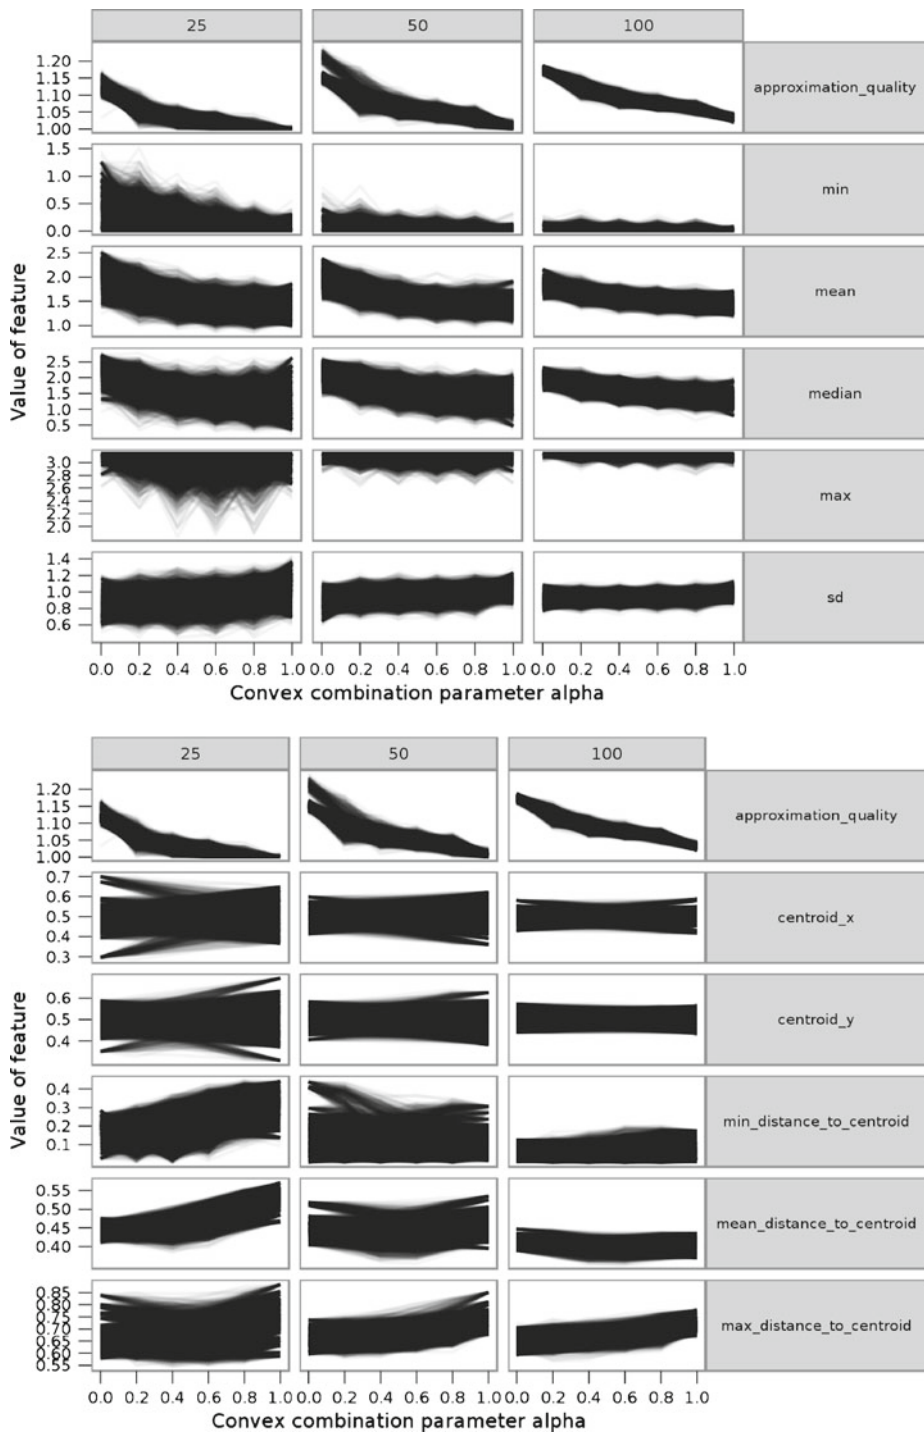 25 50 100
1.20
1.15
1.10
1.05
1.00
approximation_quality
1.5
1.0
0.5
0.0
min
2.5
2.0
1.5
1.0
mean
2.5
2.0
1.5
1.0
0.5
median
3.0
2.8
2.6
2.4
2.2
2.0
max
1.4
1.2
1.0
0.8
0.6
sd
Value of feature
0.0 0.2 0.4 0.6 0.8 1.0 0.0 0.2 0.4 0.6 0.8 1.0 0.0 0.2 0.4 0.6 0.8 1.0
Convex combination parameter alpha
25 50 100
1.20
1.15
1.10
1.05
1.00
approximation_quality
0.7
0.6
0.5
0.4
0.3
centroid_x
0.6
0.5
0.4
centroid_y
0.4
0.3
0.2
0.1
min_distance_to_centroid
0.55
0.50
0.45
0.40
mean_distance_to_centroid
0.85
0.80
0.75
0.70
0.65
0.60
0.55
max_distance_to_centroid
Value of feature
0.0 0.2 0.4 0.6 0.8 1.0 0.0 0.2 0.4 0.6 0.8 1.0 0.0 0.2 0.4 0.6 0.8 1.0
Convex combination parameter alpha